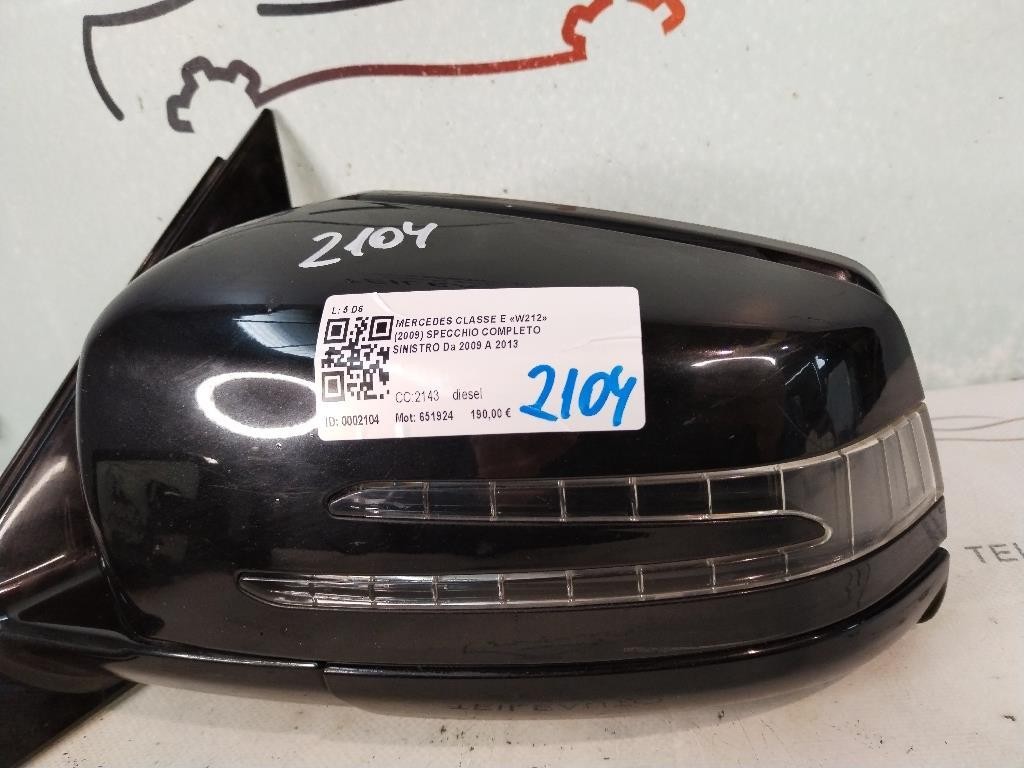 2104
L: 5 D6
MERCEDES CLASSE E «W212»
(2009) SPECCHIO COMPLETO
SINISTRO Da 2009 A 2013
CC:2143 diesel
ID: 0002104 Mot: 651924 190,00 €
2104